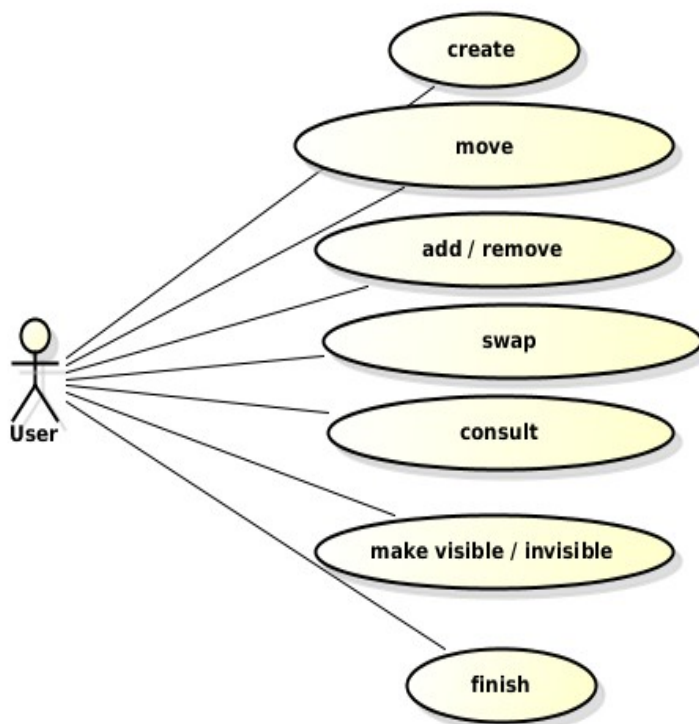 create
move
add / remove
swap
User
consult
make visible / invisible
finish